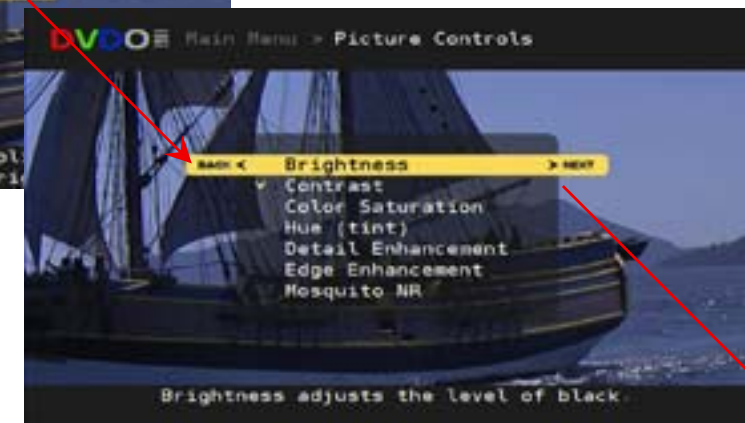 DVDO Main Menu > Picture Controls
BACK < Brightness > NEXT
Contrast
Color Saturation
Hue (tint)
Detail Enhancement
Edge Enhancement
Mosquito NR
Brightness adjusts the level of black.